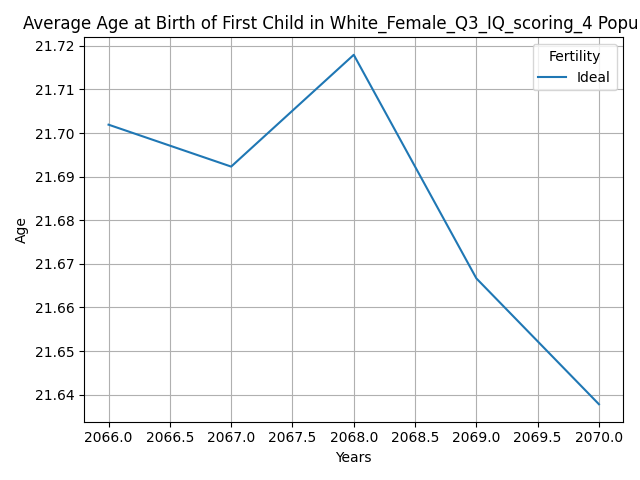 Average Age at Birth of First Child in White_Female_Q3_IQ_scoring_4 Popu
21.72
21.71
21.70
21.69
21.68
21.67
21.66
21.65
21.64
Age
Fertility
Ideal
2066.0 2066.5 2067.0 2067.5 2068.0 2068.5 2069.0 2069.5 2070.0
Years